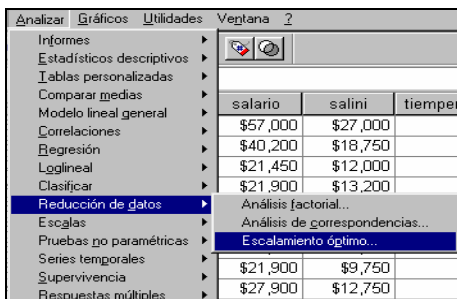 Analizar Gráficos Utilidades Ventana ?
Informes
Estadísticos descriptivos
Tablas personalizadas
Comparar medias
Modelo lineal general
Correlaciones
Regresión
Loglineal
Clasificar
Reducción de datos
Escalas
Pruebas no paramétricas
Series temporales
Supervivencia
Respuestas múltiples
Análisis factorial...
Análisis de correspondencias...
Escalamiento óptimo...
salario salini tiemper
$57,000 $27,000
$40,200 $18,750
$21,450 $12,000
$21,900 $13,200
$21,900 $9,750
$27,900 $12,750